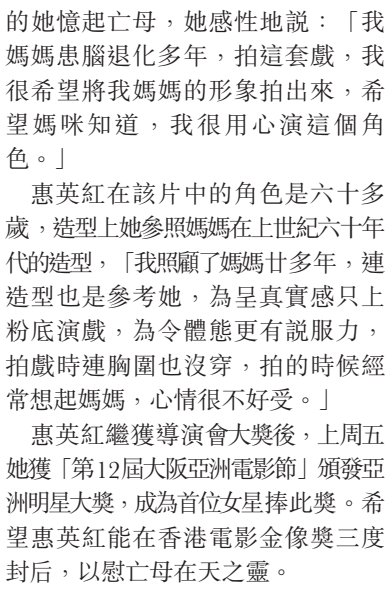 的她憶起亡母，她感性地説：「我
媽媽患腦退化多年，拍這套戲，我
很希望將我媽媽的形象拍出來，希
望媽咪知道，我很用心演這個角
色。」
惠英紅在該片中的角色是六十多
歲，造型上她參照媽媽在上世紀六十年
代的造型，「我照顧了媽媽廿多年，連
造型也是參考她，為呈真實感只上
粉底演戲，為令體態更有説服力，
拍戲時連胸圍也沒穿，拍的時候經
常想起媽媽，心情很不好受。」
惠英紅繼獲導演會大獎後，上周五
她獲「第12屆大阪亞洲電影節」頒發亞
洲明星大獎，成為首位女星捧此獎。希
望惠英紅能在香港電影金像獎三度
封后，以慰亡母在天之靈。